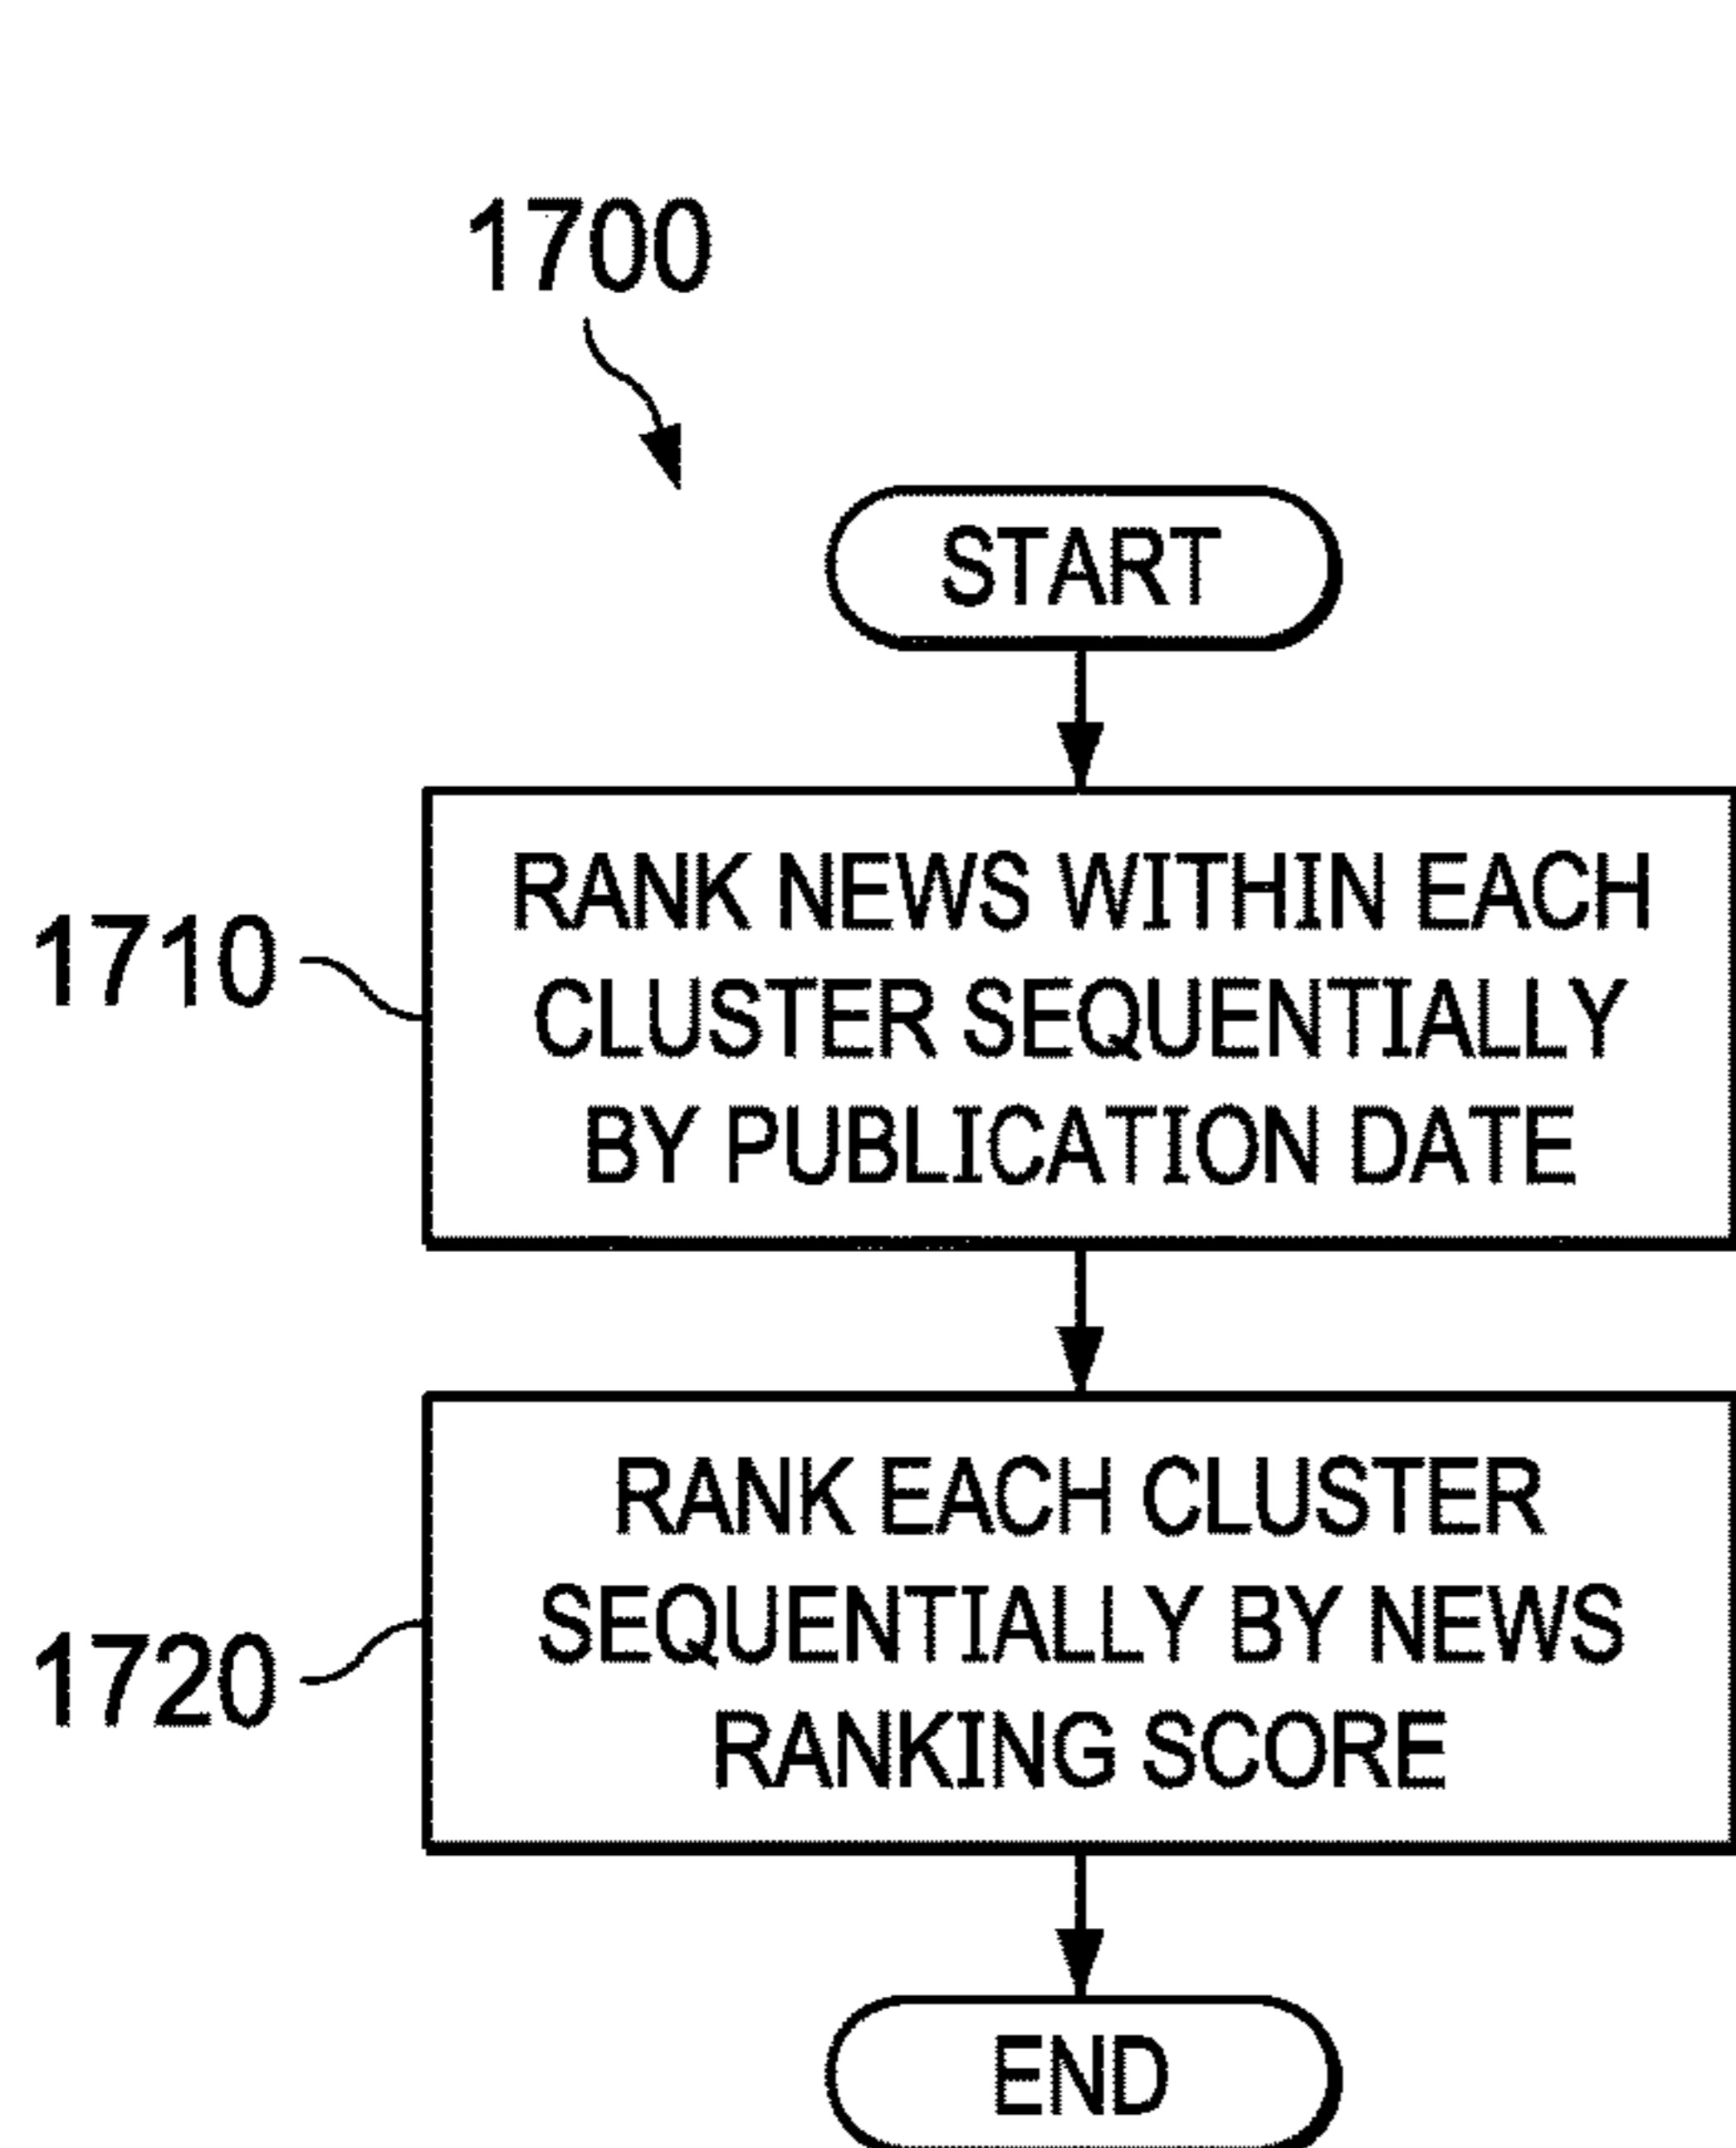 1700
START
1710
RANK NEWS WITHIN EACH
CLUSTER SEQUENTIALLY
BY PUBLICATION DATE
1720
RANK EACH CLUSTER
SEQUENTIALLY BY NEWS
RANKING SCORE
END